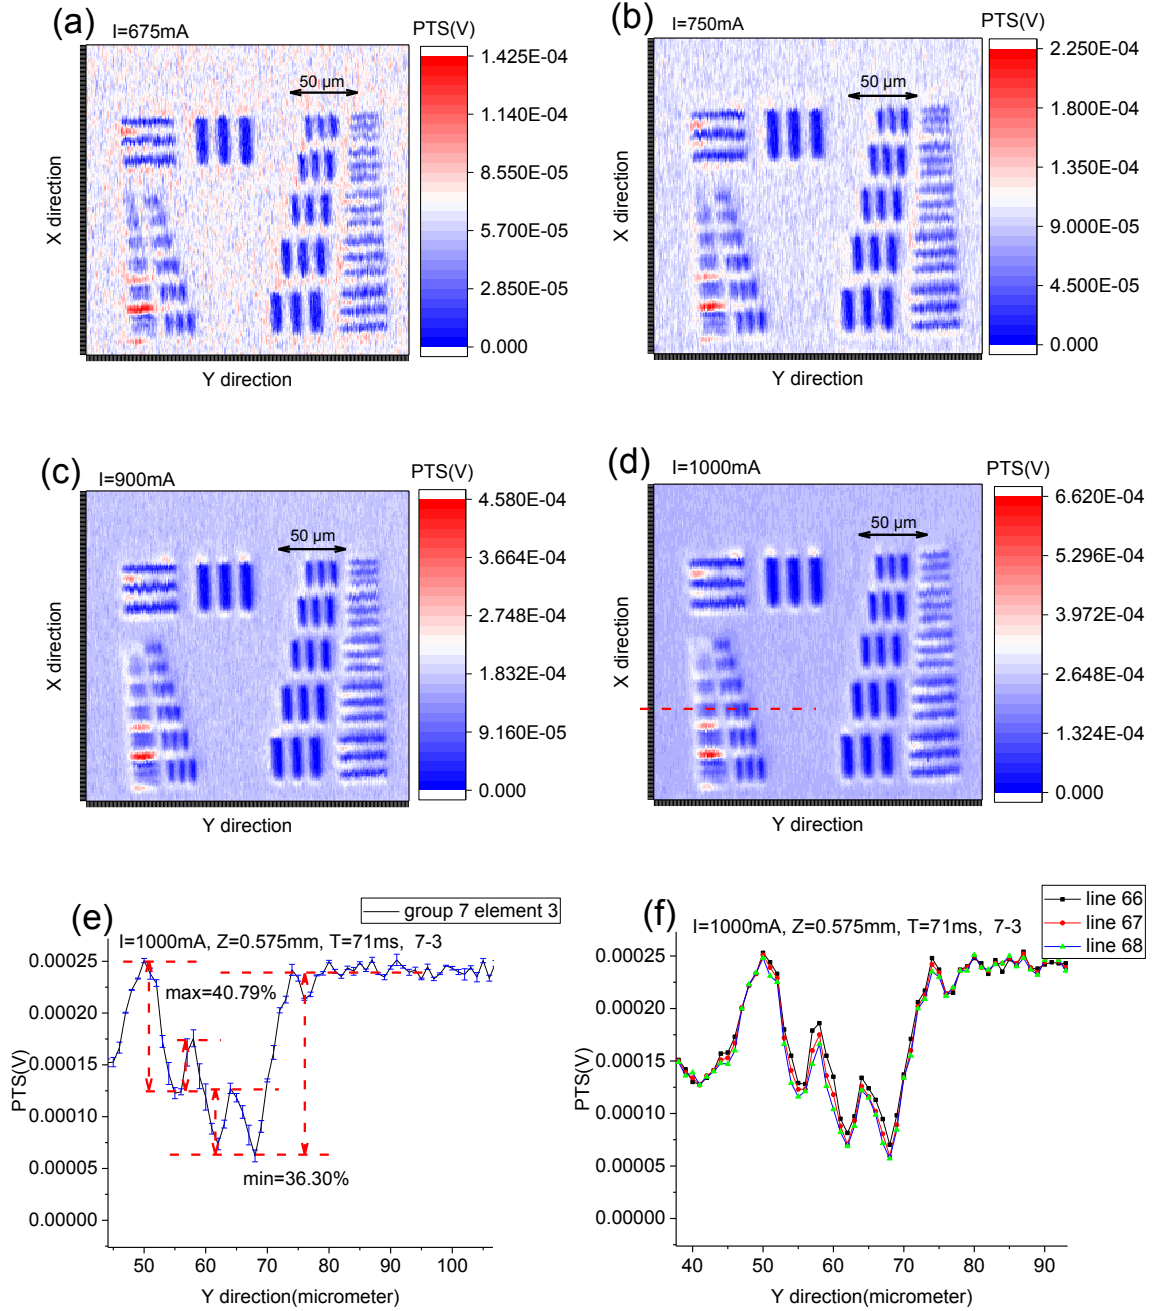 (a)
I=675mA
PTS(V)
50 µm
1.425E-04
1.140E-04
8.550E-05
5.700E-05
2.850E-05
0.000
X direction
Y direction
(b)
I=750mA
PTS(V)
50 µm
2.250E-04
1.800E-04
1.350E-04
9.000E-05
4.500E-05
0.000
X direction
Y direction
(c)
I=900mA
PTS(V)
50 µm
4.580E-04
3.664E-04
2.748E-04
1.832E-04
9.160E-05
0.000
X direction
Y direction
(d)
I=1000mA
PTS(V)
50 µm
6.620E-04
5.296E-04
3.972E-04
2.648E-04
1.324E-04
0.000
X direction
Y direction
(e)
group 7 element 3
I=1000mA, Z=0.575mm, T=71ms, 7-3
max=40.79%
min=36.30%
PTS(V)
0.00025
0.00020
0.00015
0.00010
0.00005
0.00000
50 60 70 80 90 100
Y direction(micrometer)
(f)
line 66
line 67
line 68
I=1000mA, Z=0.575mm, T=71ms, 7-3
PTS(V)
0.00025
0.00020
0.00015
0.00010
0.00005
0.00000
40 50 60 70 80 90
Y direction(micrometer)